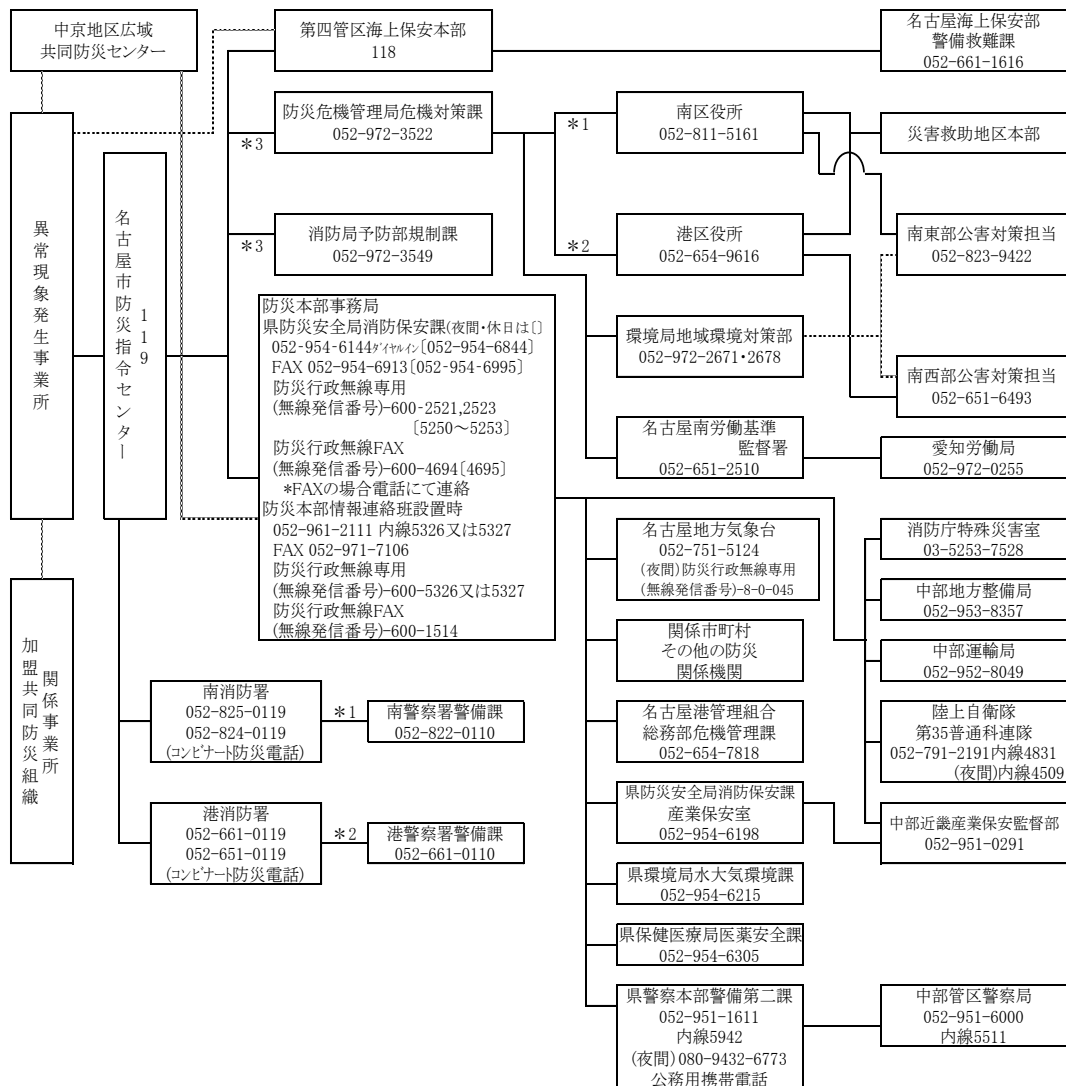 中京地区広域
共同防災センター
第四管区海上保安本部
118
名古屋海上保安部
警備救難課
052-661-1616
防災危機管理局危機対策課
052-972-3522
*3
*1
南区役所
052-811-5161
災害救助地区本部
異常現象発生事業所
名古屋市防災指令センター
119
消防局予防部規制課
052-972-3549
*3
*2
港区役所
052-654-9616
南東部公害対策担当
052-823-9422
防災本部事務局
県防災安全局消防保安課(夜間・休日は〔〕
052-954-6144ダイヤルイン〔052-954-6844〕
FAX 052-954-6913〔052-954-6995〕
防災行政無線専用
(無線発信番号)-600-2521,2523
〔5250～5253〕
防災行政無線FAX
(無線発信番号)-600-4694〔4695〕
*FAXの場合電話にて連絡
防災本部情報連絡班設置時
052-961-2111 内線5326又は5327
FAX 052-971-7106
防災行政無線専用
(無線発信番号)-600-5326又は5327
防災行政無線FAX
(無線発信番号)-600-1514
環境局地域環境対策部
052-972-2671・2678
南西部公害対策担当
052-651-6493
名古屋南労働基準
監督署
052-651-2510
愛知労働局
052-972-0255
名古屋地方気象台
052-751-5124
(夜間)防災行政無線専用
(無線発信番号)-8-0-045
消防庁特殊災害室
03-5253-7528
中部地方整備局
052-953-8357
関係市町村
その他の防災
関係機関
中部運輸局
052-952-8049
関係事業所
加盟共同防災組織
南消防署
052-825-0119
052-824-0119
(コンビナート防災電話)
*1
南警察署警備課
052-822-0110
名古屋港管理組合
総務部危機管理課
052-654-7818
陸上自衛隊
第35普通科連隊
052-791-2191内線4831
(夜間)内線4509
港消防署
052-661-0119
052-651-0119
(コンビナート防災電話)
*2
港警察署警備課
052-661-0110
県防災安全局消防保安課
産業保安室
052-954-6198
中部近畿産業保安監督部
052-951-0291
県環境局水大気環境課
052-954-6215
県保健医療局医薬安全課
052-954-6305
県警察本部警備第二課
052-951-1611
内線5942
(夜間)080-9432-6773
公務用携帯電話
中部管区警察局
052-951-6000
内線5511